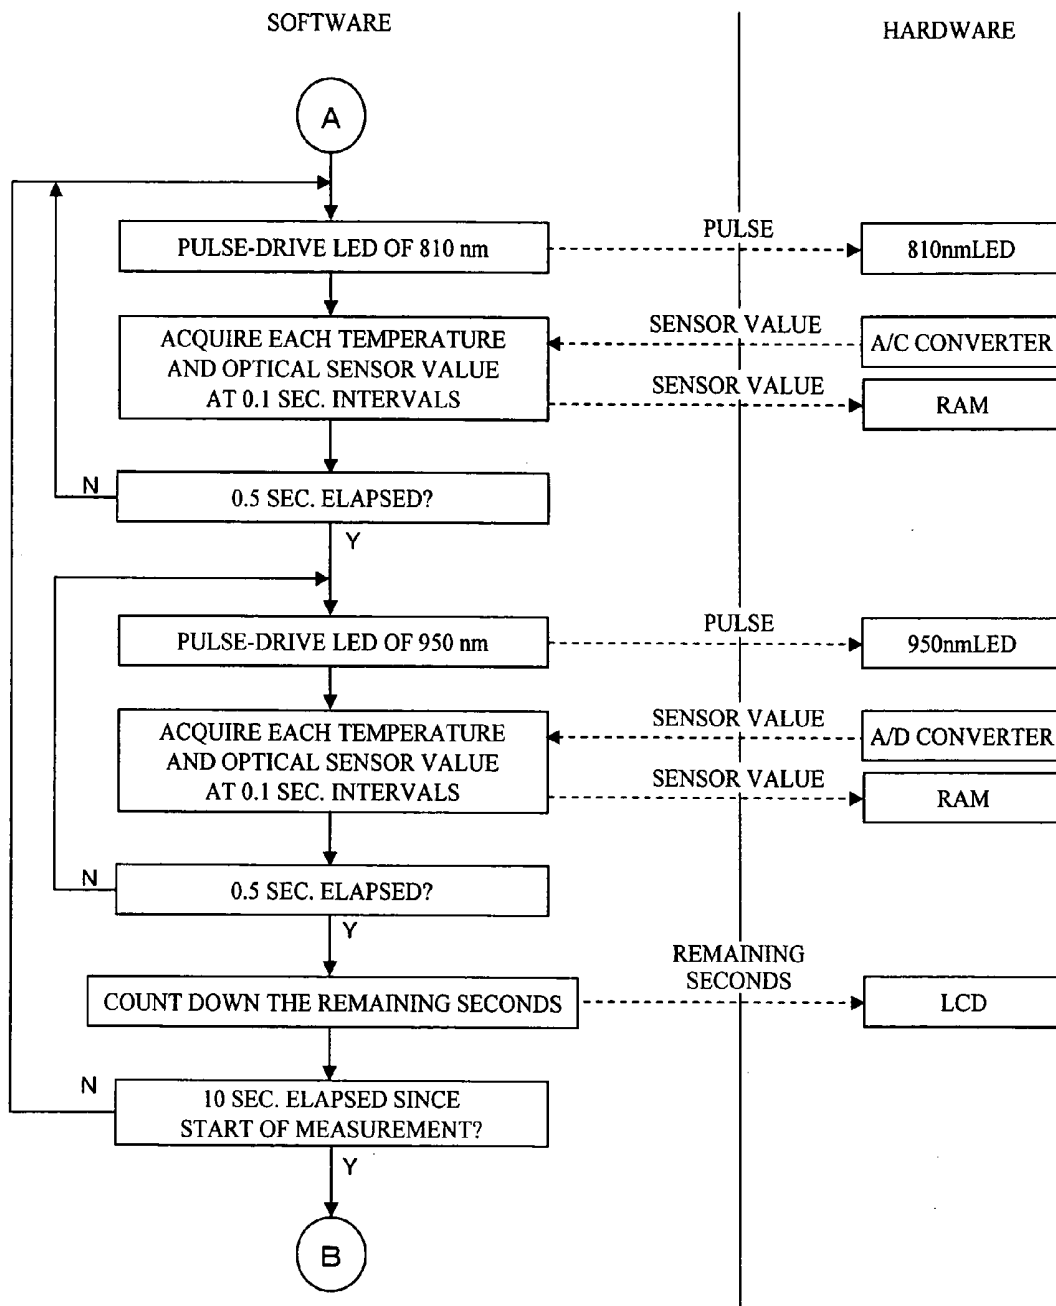 SOFTWARE
HARDWARE
A
PULSE-DRIVE LED OF 810 nm
PULSE
810nmLED
ACQUIRE EACH TEMPERATURE
AND OPTICAL SENSOR VALUE
AT 0.1 SEC. INTERVALS
SENSOR VALUE
A/C CONVERTER
SENSOR VALUE
RAM
N
0.5 SEC. ELAPSED?
Y
PULSE-DRIVE LED OF 950 nm
PULSE
950nmLED
ACQUIRE EACH TEMPERATURE
AND OPTICAL SENSOR VALUE
AT 0.1 SEC. INTERVALS
SENSOR VALUE
A/D CONVERTER
SENSOR VALUE
RAM
N
0.5 SEC. ELAPSED?
Y
COUNT DOWN THE REMAINING SECONDS
REMAINING
SECONDS
LCD
N
10 SEC. ELAPSED SINCE
START OF MEASUREMENT?
Y
B